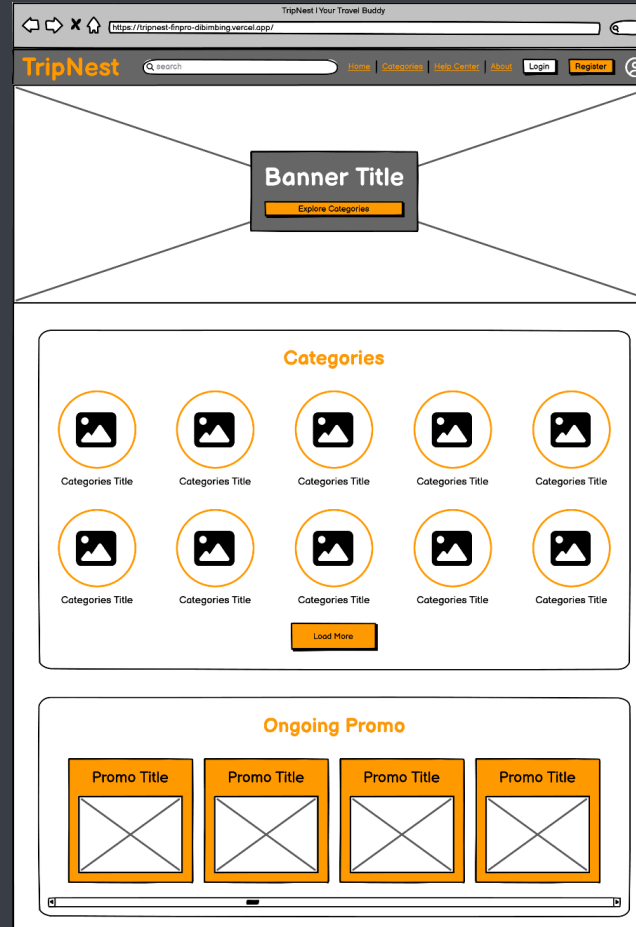 TripNest | Your Travel Buddy
https://tripnest-finpro-dibimbing.vercel.app/
TripNest
search
Home | Categories | Help Center | About
Login
Register
Banner Title
Explore Categories
Categories
Categories Title Categories Title Categories Title Categories Title Categories Title
Categories Title Categories Title Categories Title Categories Title Categories Title
Load More
Ongoing Promo
Promo Title Promo Title Promo Title Promo Title